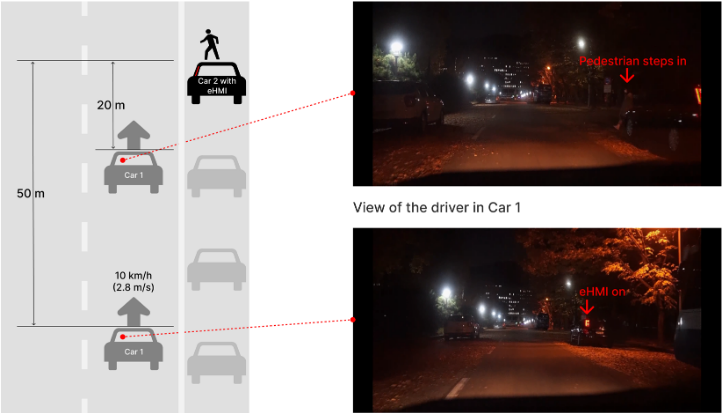 Car 2 with
eHMI
20 m
Car 1
50 m
10 km/h
(2.8 m/s)
Car 1
Pedestrian steps in
View of the driver in Car 1
eHMI on